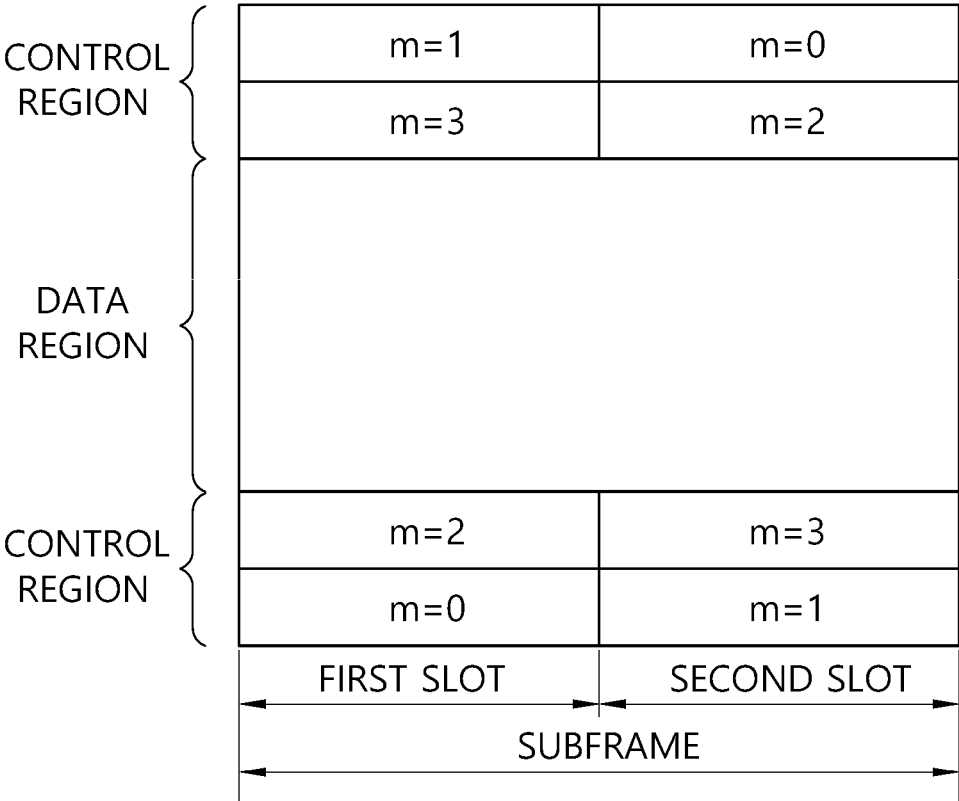 CONTROL
REGION
m=1
m=0
m=3
m=2
DATA
REGION
CONTROL
REGION
m=2
m=3
m=0
m=1
FIRST SLOT
SECOND SLOT
SUBFRAME